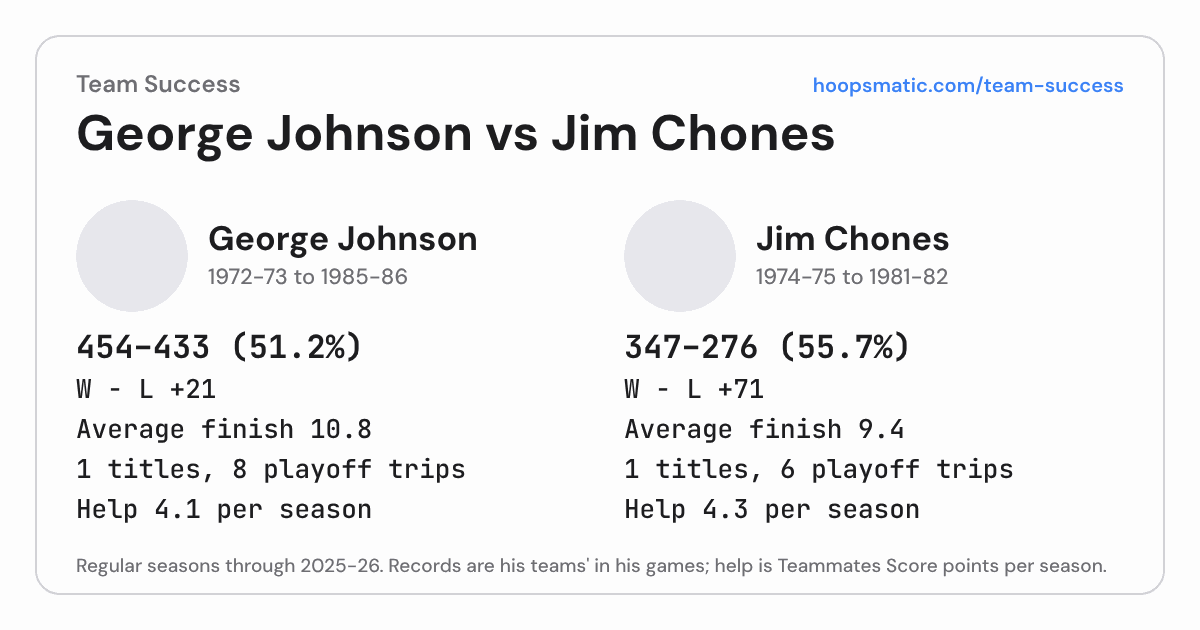 Team Success
hoopsmatic.com/team-success
George Johnson vs Jim Chones
George Johnson
1972-73 to 1985-86
454-433 (51.2%)
W - L +21
Average finish 10.8
1 titles, 8 playoff trips
Help 4.1 per season
Jim Chones
1974-75 to 1981-82
347-276 (55.7%)
W - L +71
Average finish 9.4
1 titles, 6 playoff trips
Help 4.3 per season
Regular seasons through 2025-26. Records are his teams' in his games; help is Teammates Score points per season.